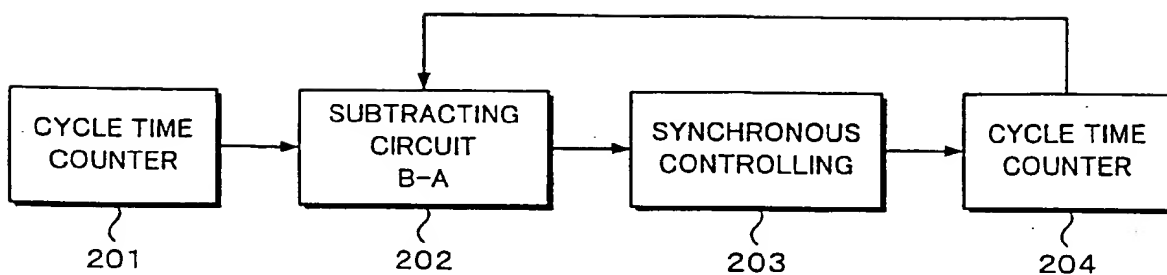 CYCLE TIME
COUNTER
SUBTRACTING
CIRCUIT
B-A
SYNCHRONOUS
CONTROLLING
CYCLE TIME
COUNTER
201
202
203
204